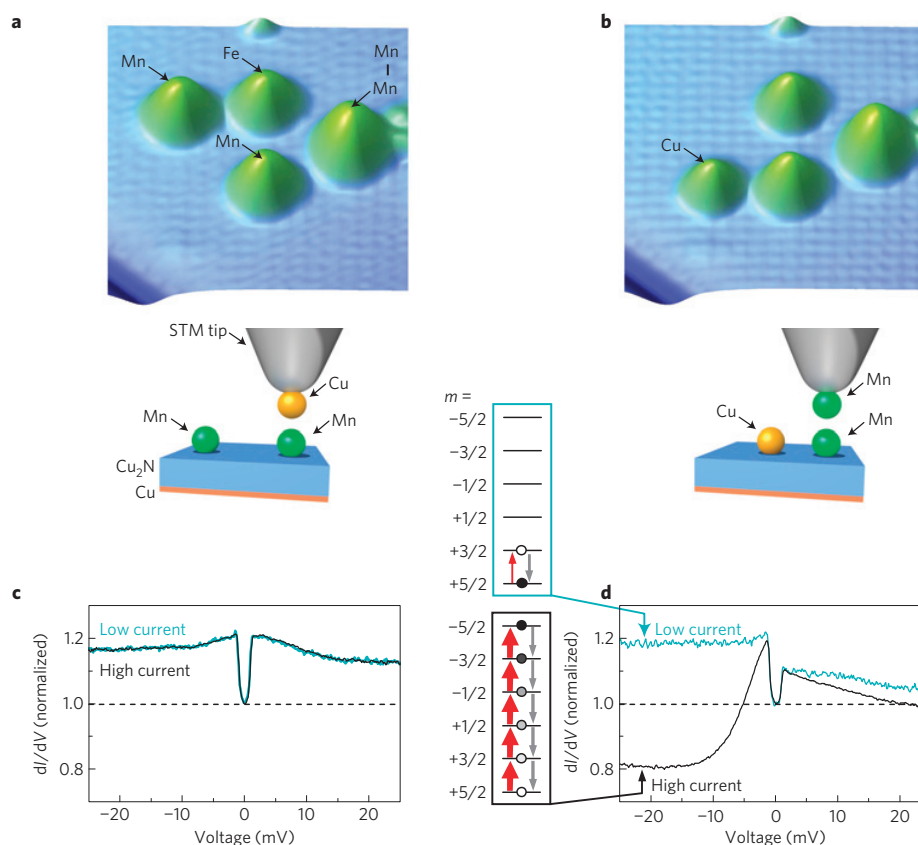 a
Mn
Fe
Mn
Mn
Mn
b
Cu
STM tip
Cu
Mn
Mn
Cu₂N
Cu
m =
−5/2
−3/2
−1/2
+1/2
+3/2
+5/2
Mn
Cu
Mn
c
Low current
High current
1.2
1.0
0.8
dI/dV (normalized)
−20
−10
0
10
20
Voltage (mV)
−5/2
−3/2
−1/2
+1/2
+3/2
+5/2
d
Low current
High current
1.2
1.0
0.8
dI/dV (normalized)
−20
−10
0
10
20
Voltage (mV)